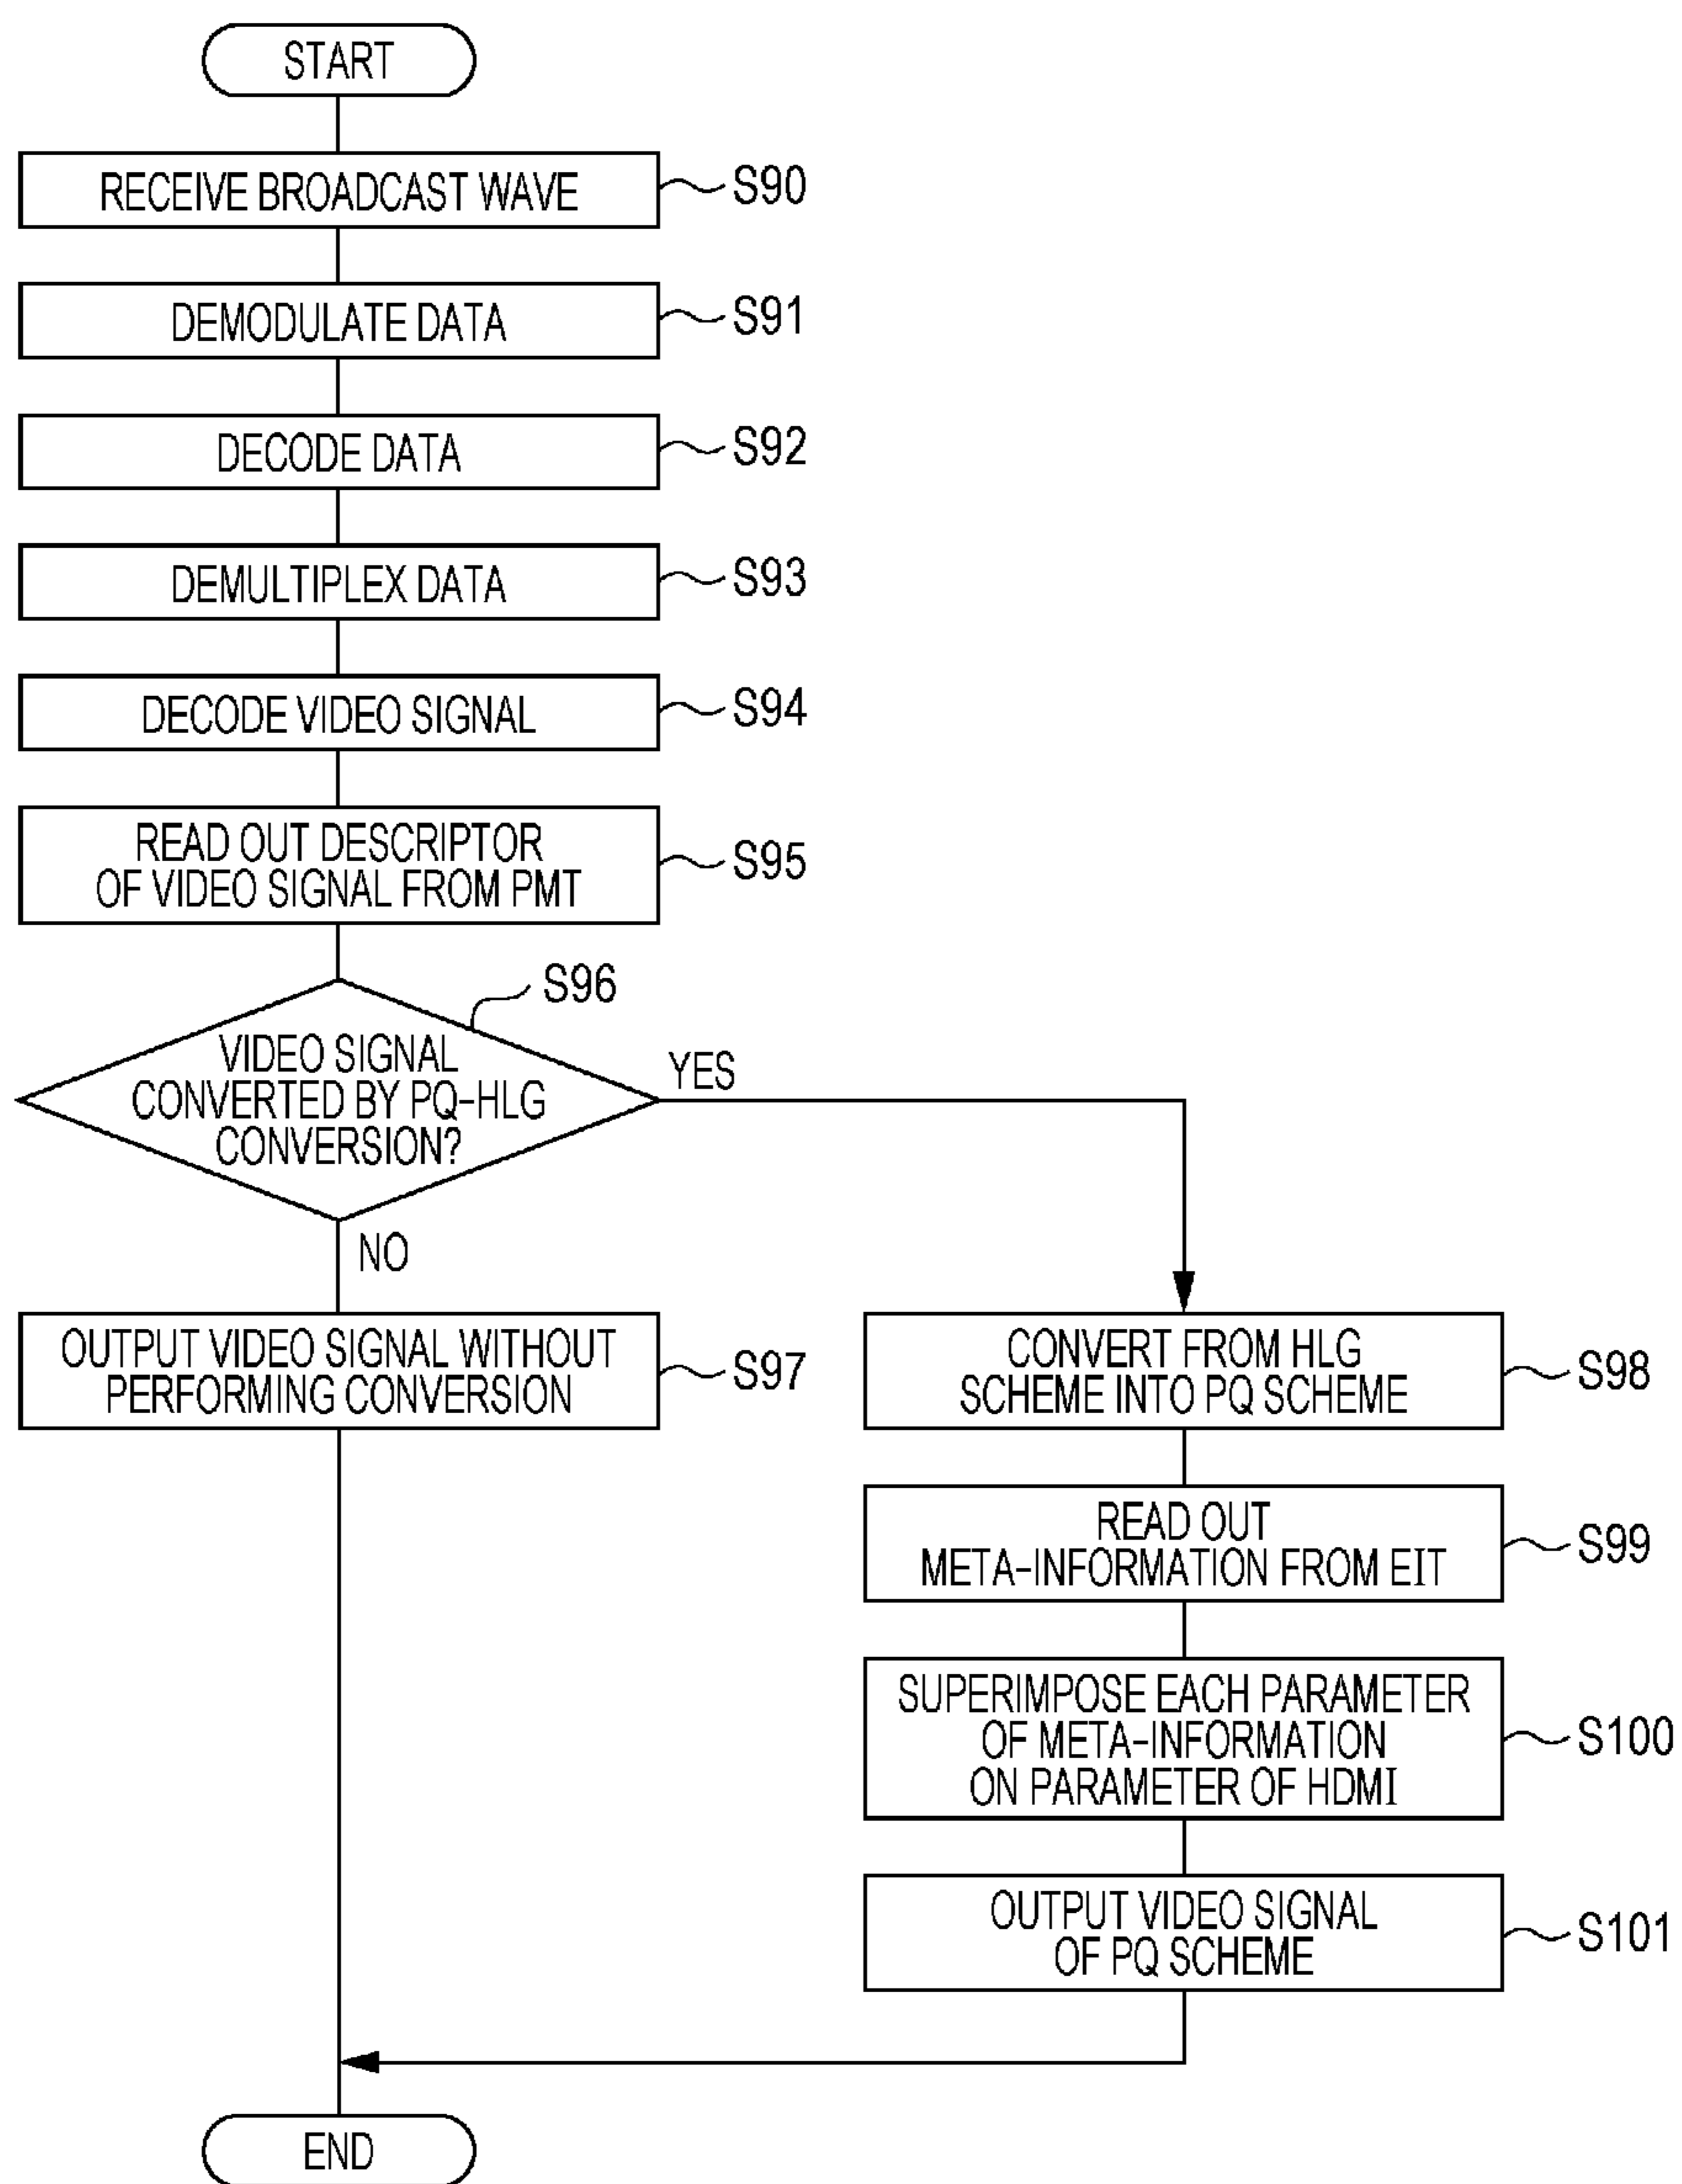 START
RECEIVE BROADCAST WAVE
S90
DEMODULATE DATA
S91
DECODE DATA
S92
DEMULTIPLEX DATA
S93
DECODE VIDEO SIGNAL
S94
READ OUT DESCRIPTOR
OF VIDEO SIGNAL FROM PMT
S95
S96
VIDEO SIGNAL
CONVERTED BY PQ-HLG
CONVERSION?
YES
NO
OUTPUT VIDEO SIGNAL WITHOUT
PERFORMING CONVERSION
S97
CONVERT FROM HLG
SCHEME INTO PQ SCHEME
S98
READ OUT
META-INFORMATION FROM EIT
S99
SUPERIMPOSE EACH PARAMETER
OF META-INFORMATION
ON PARAMETER OF HDMI
S100
OUTPUT VIDEO SIGNAL
OF PQ SCHEME
S101
END